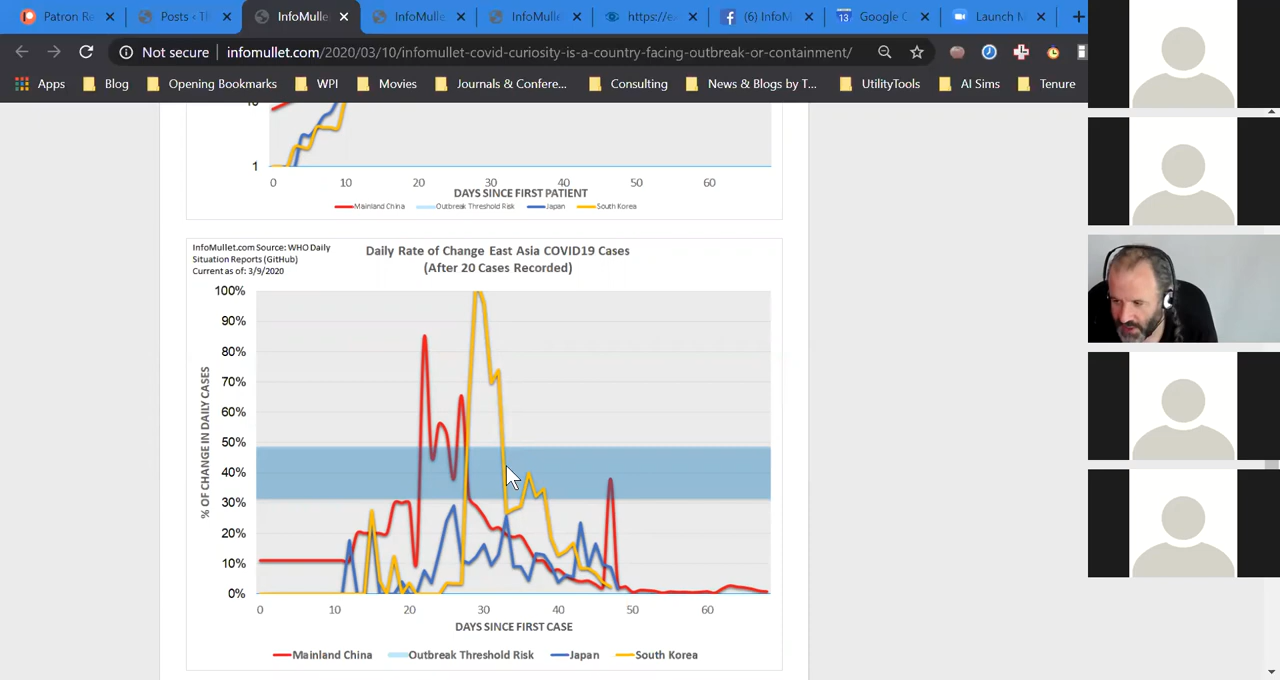 Patron Re
Posts ‹ Til
InfoMullet
InfoMulle
InfoMulle
https://e
(6) InfoM
Google C
Launch M
Not secure
infomullet.com/2020/03/10/infomullet-covid-curiosity-is-a-country-facing-outbreak-or-containment/
Apps
Blog
Opening Bookmarks
WPI
Movies
Journals & Confere...
Consulting
News & Blogs by T...
UtilityTools
AI Sims
Tenure
10
1
0 10 20 30 40 50 60
DAYS SINCE FIRST PATIENT
Mainland China Outbreak Threshold Risk Japan South Korea
InfoMullet.com Source: WHO Daily
Situation Reports (GitHub)
Current as of: 3/9/2020
Daily Rate of Change East Asia COVID19 Cases
(After 20 Cases Recorded)
% OF CHANGE IN DAILY CASES
100%
90%
80%
70%
60%
50%
40%
30%
20%
10%
0%
0 10 20 30 40 50 60
DAYS SINCE FIRST CASE
Mainland China Outbreak Threshold Risk Japan South Korea